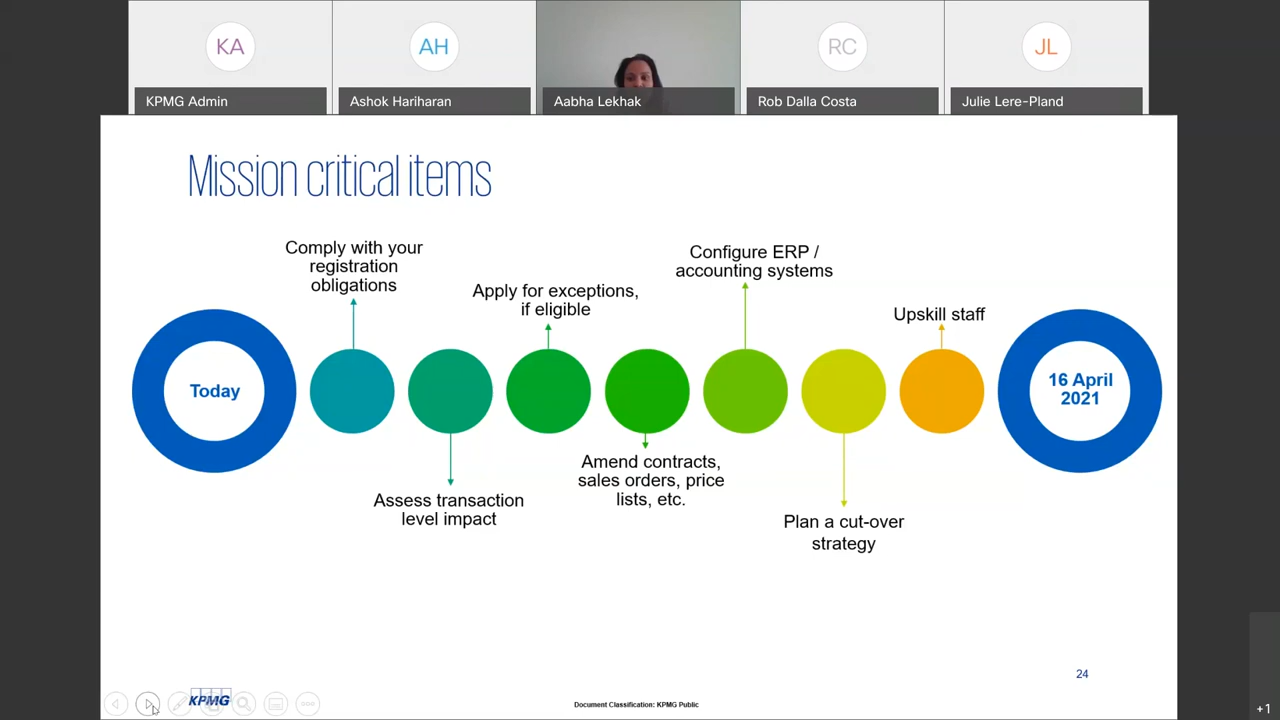 KA
AH
RC
JL
KPMG Admin
Ashok Hariharan
Aabha Lekhak
Rob Dalla Costa
Julie Lere-Pland
Mission critical items
Comply with your
registration
obligations
Apply for exceptions,
if eligible
Configure ERP /
accounting systems
Upskill staff
Today
16 April
2021
Assess transaction
level impact
Amend contracts,
sales orders, price
lists, etc.
Plan a cut-over
strategy
24
KPMG
Document Classification: KPMG Public
+1